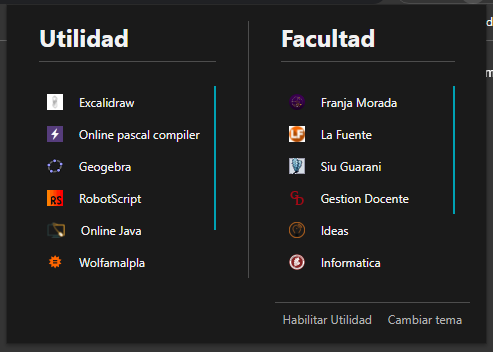 Utilidad
Excalidraw
Online pascal compiler
Geogebra
RobotScript
Online Java
Wolfamalpla
Facultad
Franja Morada
La Fuente
Siu Guarani
Gestion Docente
Ideas
Informatica
Habilitar Utilidad
Cambiar tema